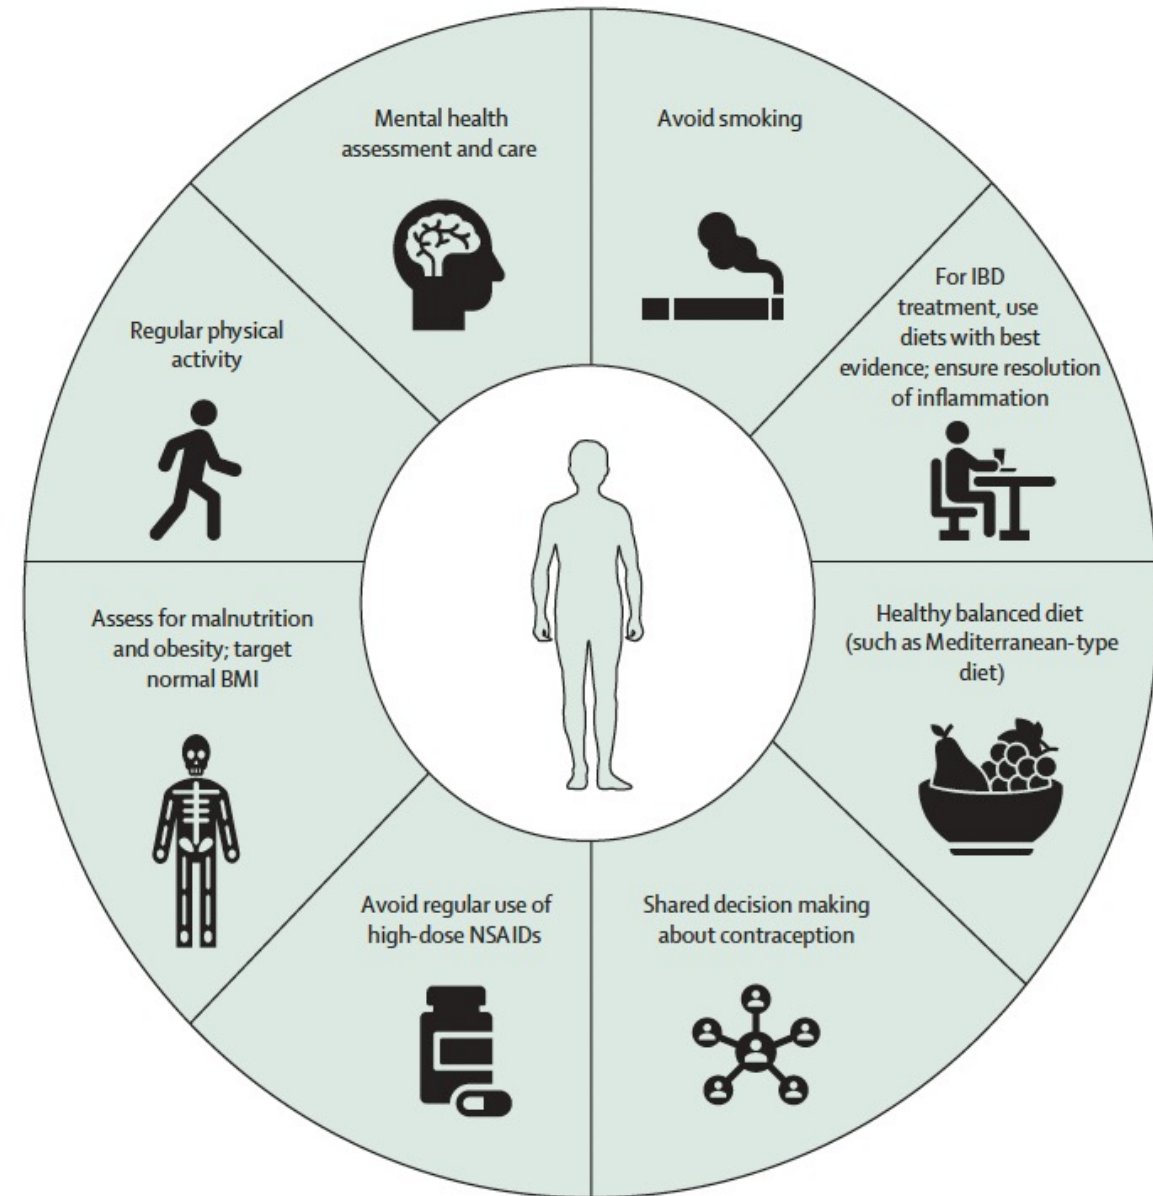 Mental health
assessment and care
Avoid smoking
For IBD
treatment, use
diets with best
evidence; ensure resolution
of inflammation
Healthy balanced diet
(such as Mediterranean-type
diet)
Shared decision making
about contraception
Avoid regular use of
high-dose NSAIDs
Assess for malnutrition
and obesity; target
normal BMI
Regular physical
activity